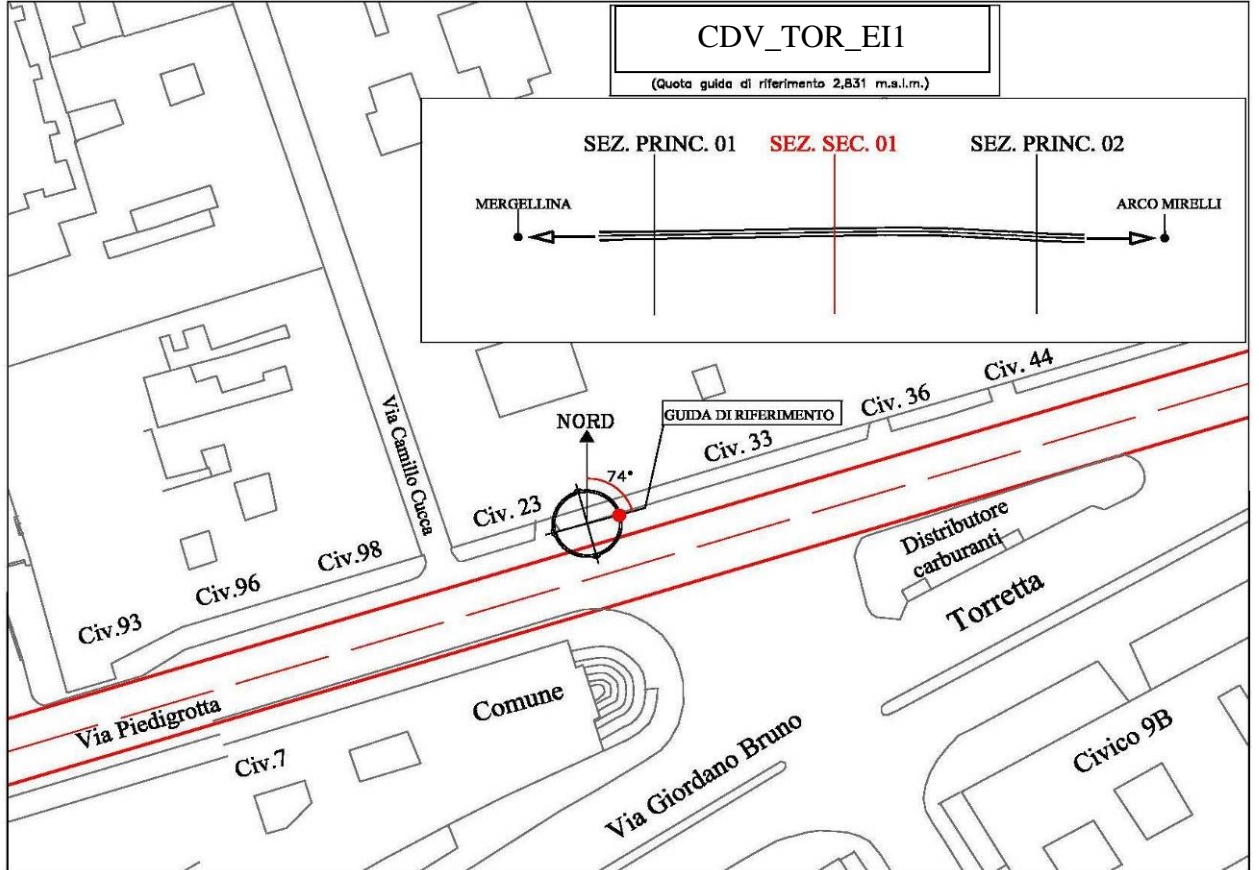 CDV_TOR_EI1
(Quota guida di riferimento 2,831 m.s.l.m.)
SEZ. PRINC. 01
SEZ. SEC. 01
SEZ. PRINC. 02
MERGELLINA
ARCO MIRELLI
Civ. 44
Civ. 36
GUIDA DI RIFERIMENTO
NORD
74°
Civ. 33
Via Camillo Cucca
Civ. 23
Civ.98
Civ.96
Civ.93
Distributore
carburanti
Torretta
Comune
Via Piedigrotta
Civ.7
Via Giordano Bruno
Civico 9B